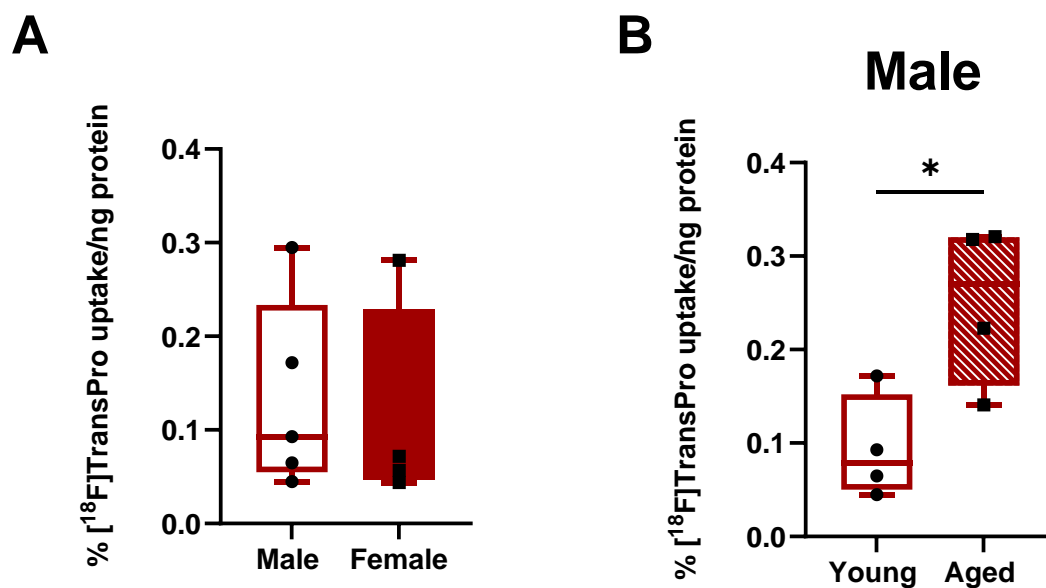 A
% [¹⁸F]TransPro uptake/ng protein
0.4
0.3
0.2
0.1
0.0
Male Female
B
Male
% [¹⁸F]TransPro uptake/ng protein
0.4
0.3
0.2
0.1
0.0
*
Young Aged